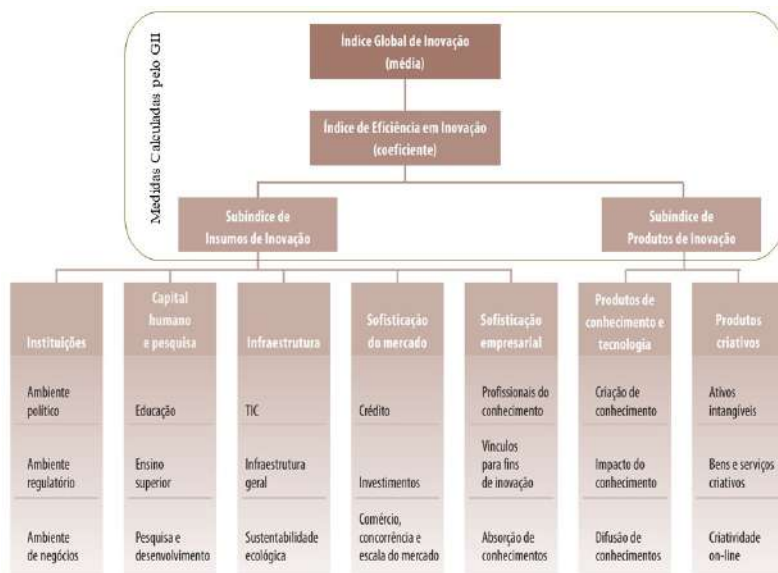 Medidas Calculadas pelo GII
Índice Global de Inovação
(média)
Índice de Eficiência em Inovação
(coeficiente)
Subíndice de
Insumos de Inovação
Subíndice de
Produtos de Inovação
Instituições
Capital
humano
e pesquisa
Infraestrutura
Sofisticação
do mercado
Sofisticação
empresarial
Produtos de
conhecimento e
tecnologia
Produtos
criativos
Ambiente
político
Educação
TIC
Crédito
Profissionais do
conhecimento
Criação de
conhecimento
Ativos
intangíveis
Ambiente
regulatório
Ensino
superior
Infraestrutura
geral
Investimentos
Vínculos
para fins
de inovação
Impacto do
conhecimento
Bens e serviços
criativos
Ambiente
de negócios
Pesquisa e
desenvolvimento
Sustentabilidade
ecológica
Comércio,
concorrência e
escala do mercado
Absorção de
conhecimentos
Difusão de
conhecimentos
Criatividade
on-line